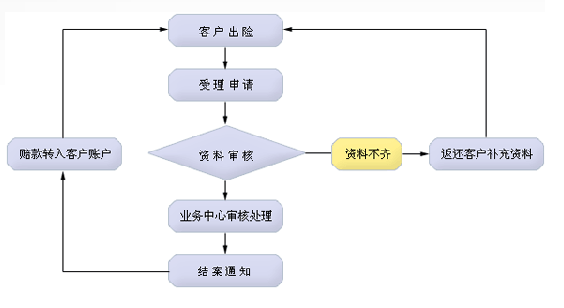 客户出险
受理申请
资料审核
资料不齐
返还客户补充资料
赔款转入客户账户
业务中心审核处理
结案通知